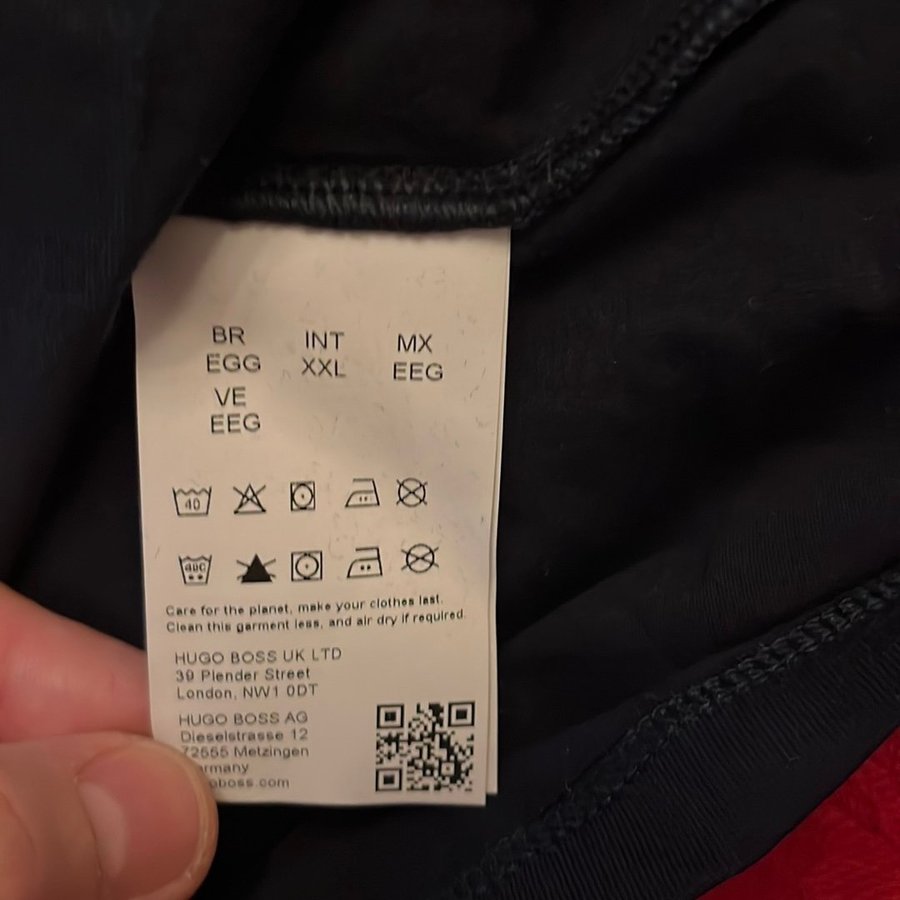 BR INT MX
EGG XXL EEG
VE
EEG
40
40C
Care for the planet, make your clothes last.
Clean this garment less, and air dry if required.
HUGO BOSS UK LTD
39 Plender Street
London, NW1 0DT
HUGO BOSS AG
Dieselstrasse 12
72555 Metzingen